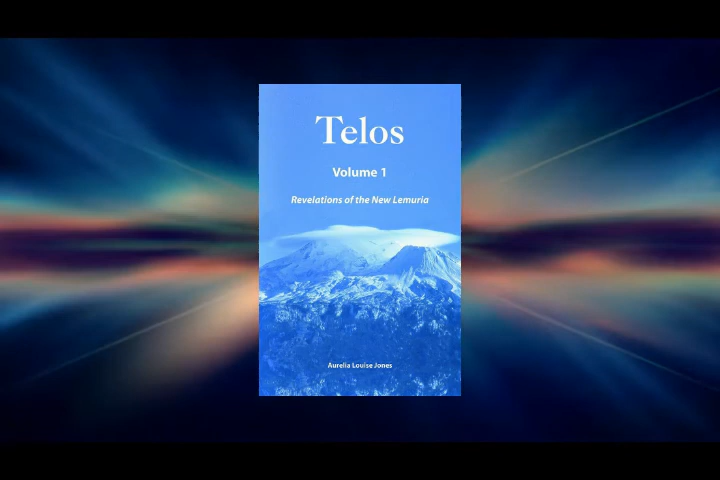 Telos
Volume 1
Revelations of the New Lemuria
Aurelia Louise Jones